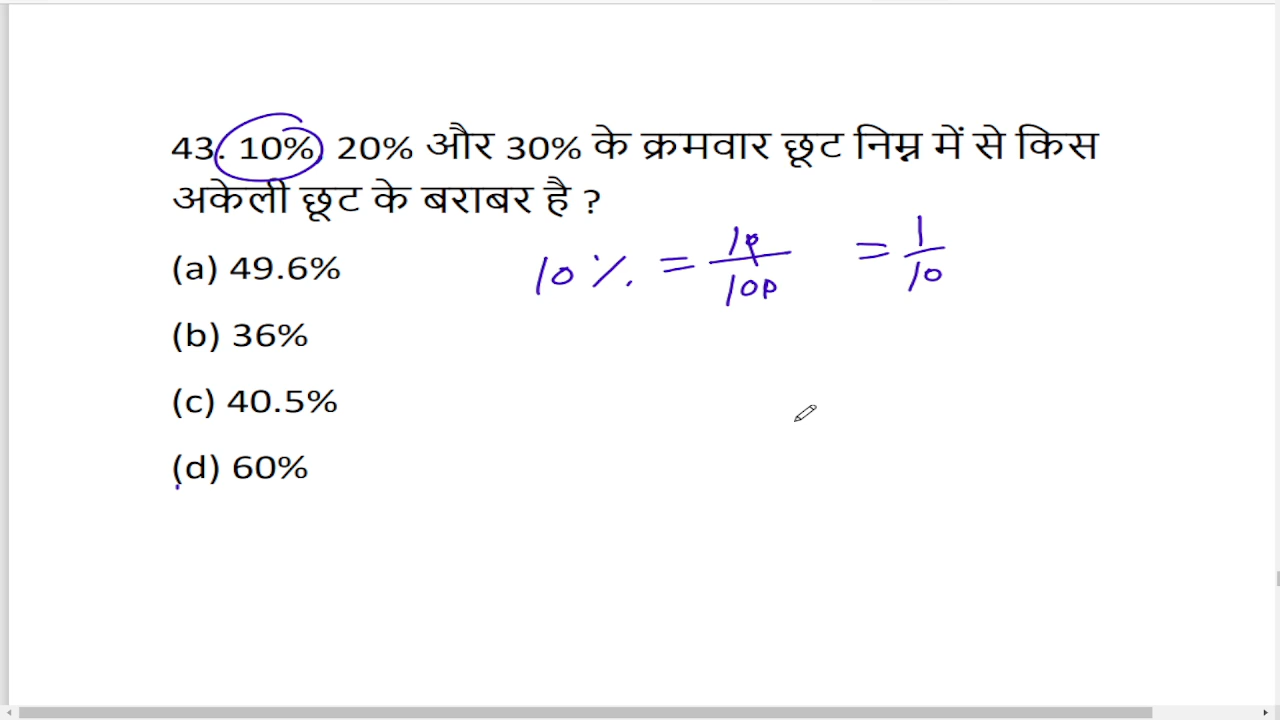 43. 10%, 20% और 30% के क्रमवार छूट निम्न में से किस
अकेली छूट के बराबर है ?
(a) 49.6%
10% = 10/100 = 1/10
(b) 36%
(c) 40.5%
(d) 60%